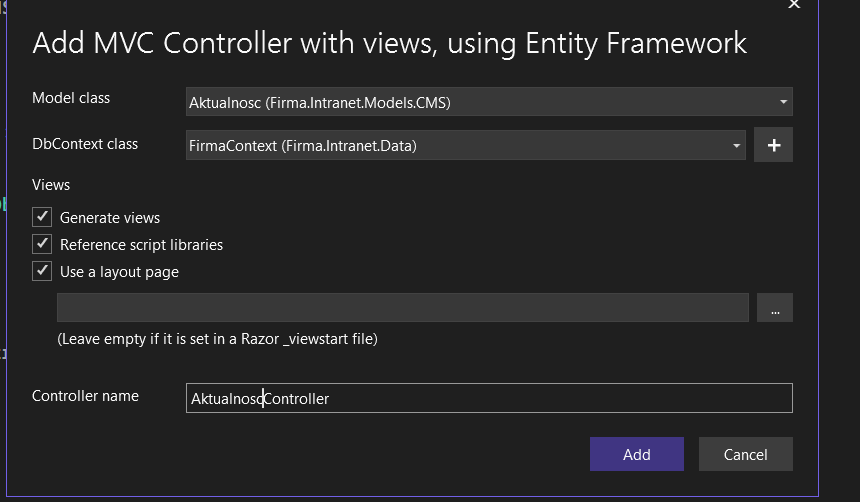 Add MVC Controller with views, using Entity Framework
Model class
Aktualnosc (Firma.Intranet.Models.CMS)
DbContext class
FirmaContext (Firma.Intranet.Data)
+
Views
Generate views
Reference script libraries
Use a layout page
...
(Leave empty if it is set in a Razor _viewstart file)
Controller name
AktualnoscController
Add
Cancel